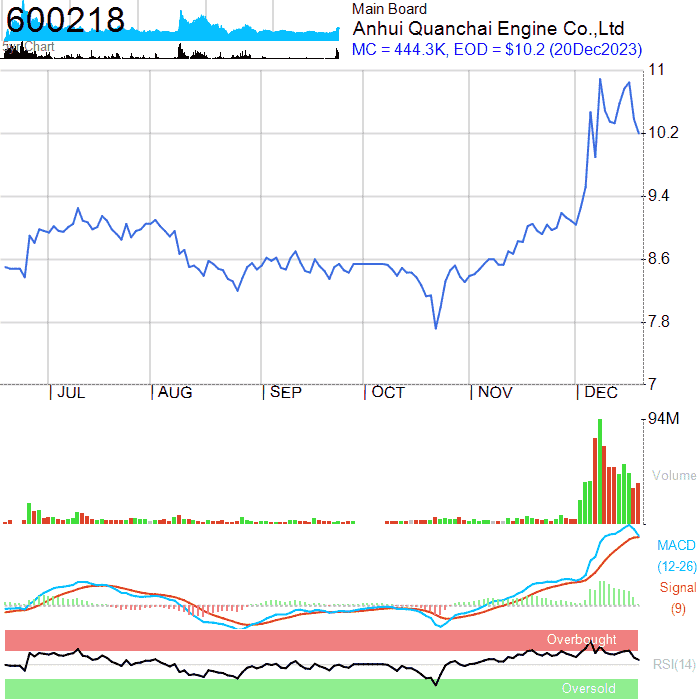 600218
5yr Chart
Main Board
Anhui Quanchai Engine Co.,Ltd
MC = 444.3K, EOD = $10.2 (20Dec2023)
11
10.2
9.4
8.6
7.8
7
JUL AUG SEP OCT NOV DEC
94M
Volume
MACD
(12-26)
Signal
(9)
Overbought
RSI(14)
Oversold